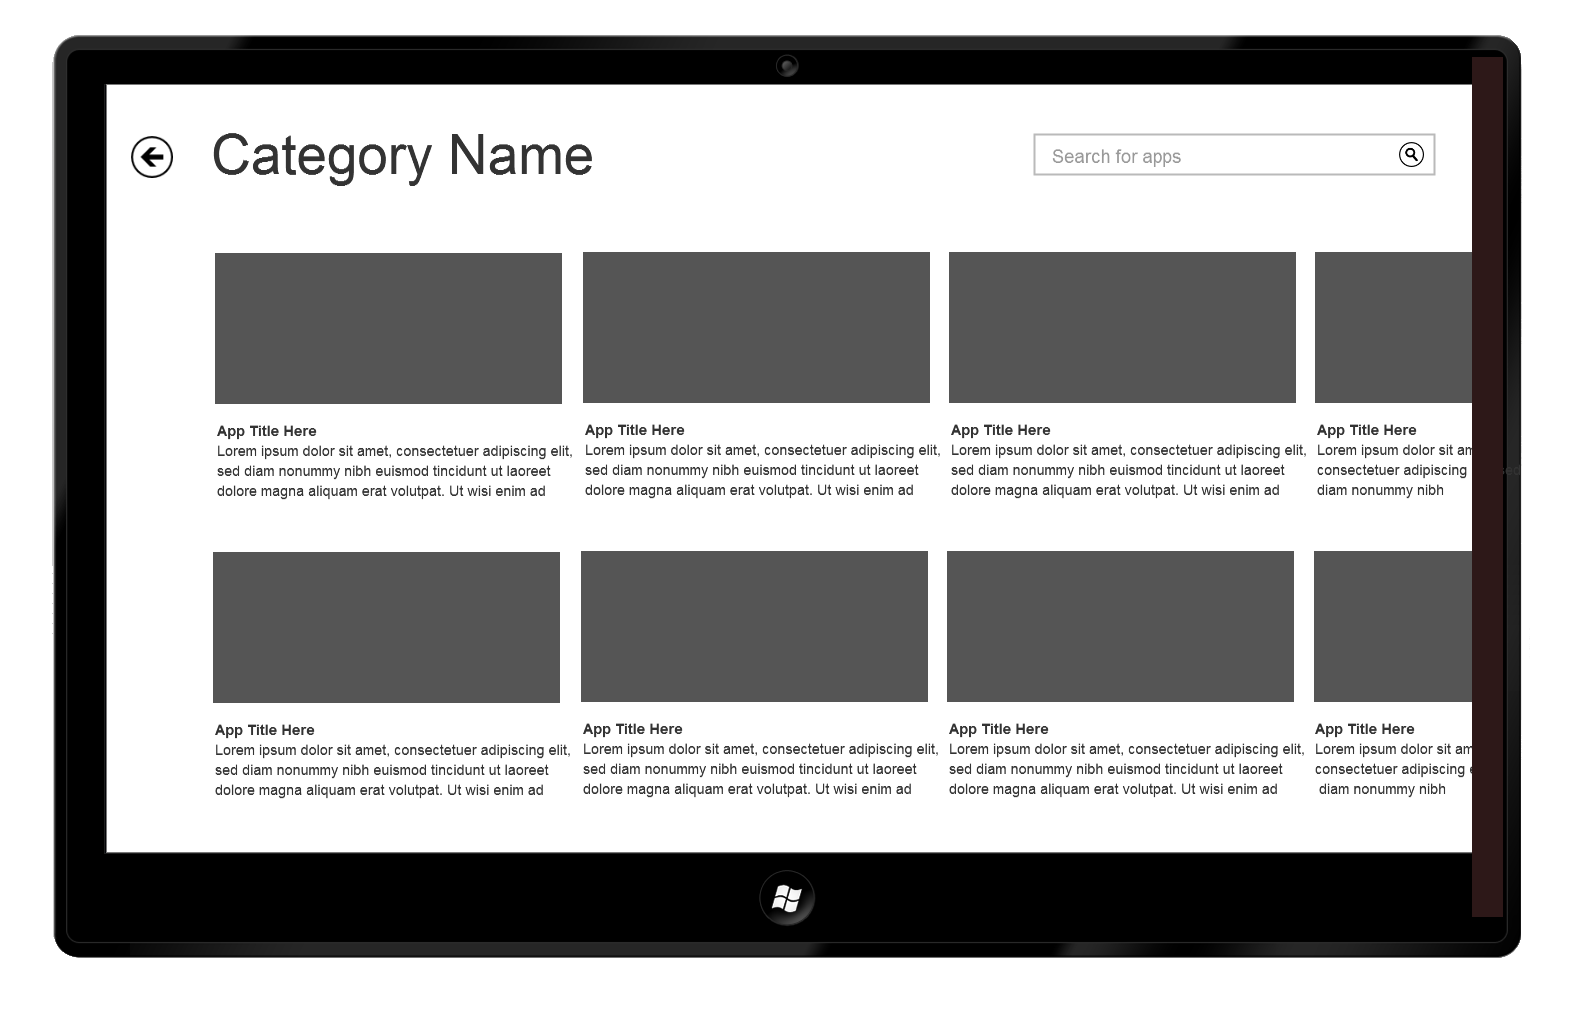 Category Name
Search for apps
App Title Here
Lorem ipsum dolor sit amet, consectetuer adipiscing elit,
sed diam nonummy nibh euismod tincidunt ut laoreet
dolore magna aliquam erat volutpat. Ut wisi enim ad
App Title Here
Lorem ipsum dolor sit amet, consectetuer adipiscing elit,
sed diam nonummy nibh euismod tincidunt ut laoreet
dolore magna aliquam erat volutpat. Ut wisi enim ad
App Title Here
Lorem ipsum dolor sit amet, consectetuer adipiscing elit,
sed diam nonummy nibh euismod tincidunt ut laoreet
dolore magna aliquam erat volutpat. Ut wisi enim ad
App Title Here
Lorem ipsum dolor sit am
consectetuer adipiscing sed
diam nonummy nibh
App Title Here
Lorem ipsum dolor sit amet, consectetuer adipiscing elit,
sed diam nonummy nibh euismod tincidunt ut laoreet
dolore magna aliquam erat volutpat. Ut wisi enim ad
App Title Here
Lorem ipsum dolor sit amet, consectetuer adipiscing elit,
sed diam nonummy nibh euismod tincidunt ut laoreet
dolore magna aliquam erat volutpat. Ut wisi enim ad
App Title Here
Lorem ipsum dolor sit amet, consectetuer adipiscing elit,
sed diam nonummy nibh euismod tincidunt ut laoreet
dolore magna aliquam erat volutpat. Ut wisi enim ad
App Title Here
Lorem ipsum dolor sit am
consectetuer adipiscing
diam nonummy nibh